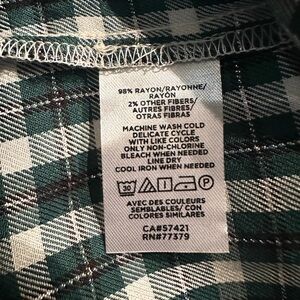 98% RAYON/RAYONNE/
RAYÓN
2% OTHER FIBERS/
AUTRES FIBRES/
OTRAS FIBRAS
MACHINE WASH COLD
DELICATE CYCLE
WITH LIKE COLORS
ONLY NON-CHLORINE
BLEACH WHEN NEEDED
LINE DRY
COOL IRON WHEN NEEDED
AVEC DES COULEURS
SEMBLABLES/ CON
COLORES SIMILARES
CA#57421
RN#77379